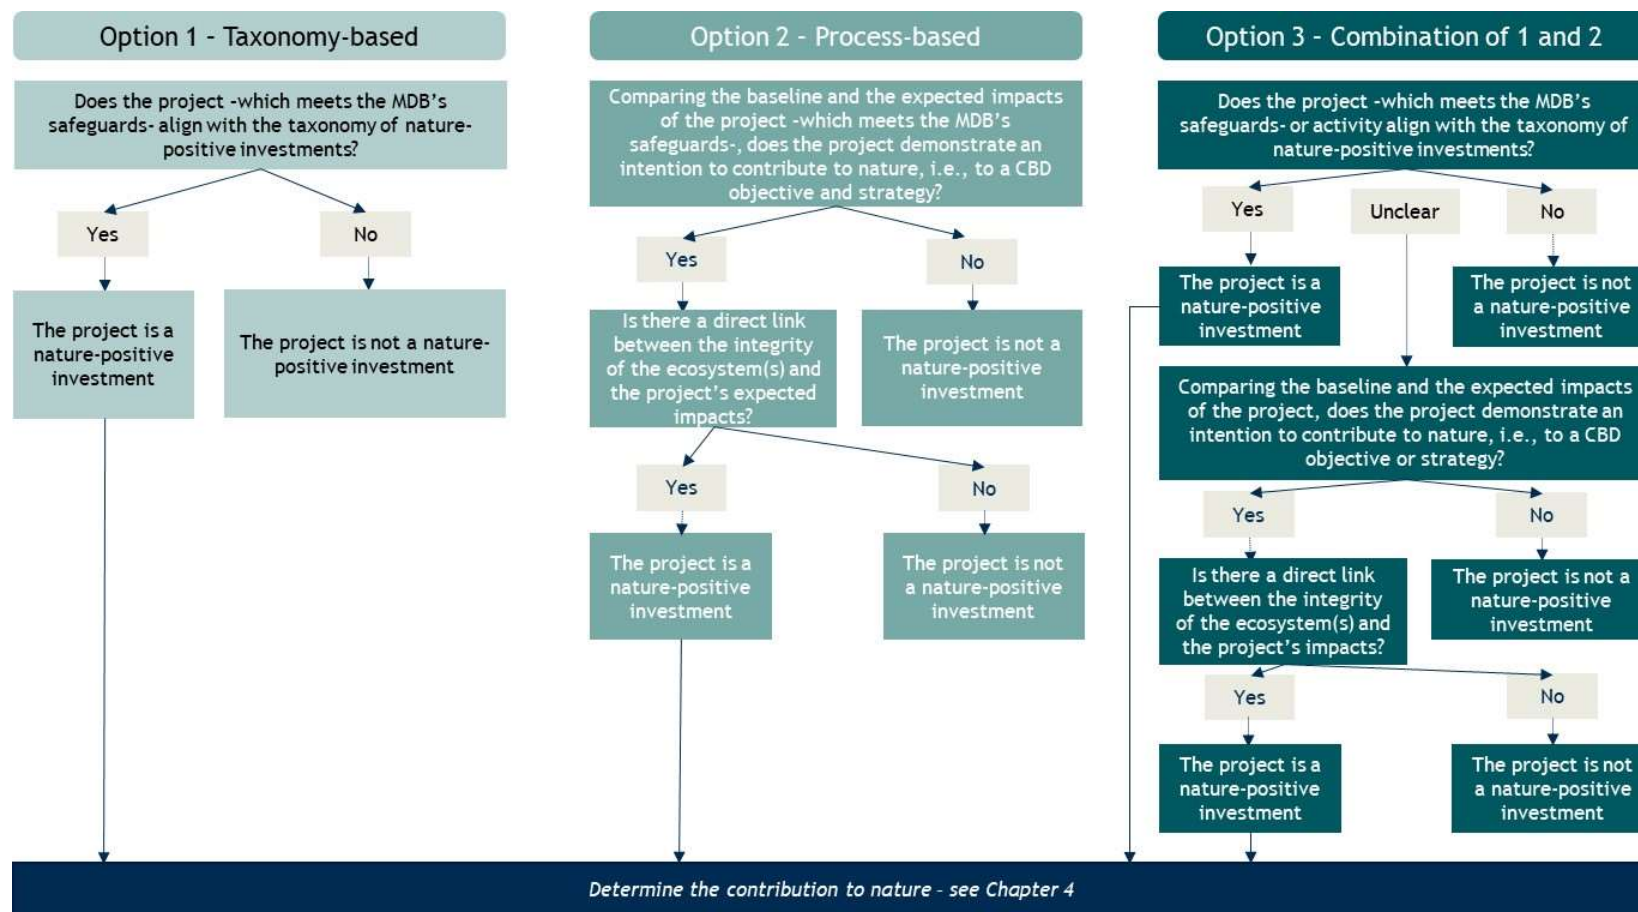 Option 1 – Taxonomy-based
Does the project –which meets the MDB's
safeguards- align with the taxonomy of nature-
positive investments?
Yes
No
The project is a
nature-positive
investment
The project is not a nature-
positive investment
Option 2 – Process-based
Comparing the baseline and the expected impacts
of the project –which meets the MDB's
safeguards-, does the project demonstrate an
intention to contribute to nature, i.e., to a CBD
objective and strategy?
Yes
No
Is there a direct link
between the integrity
of the ecosystem(s) and
the project's expected
impacts?
The project is not a
nature-positive
investment
Yes
No
The project is a
nature-positive
investment
The project is not
a nature-positive
investment
Option 3 – Combination of 1 and 2
Does the project –which meets the MDB's
safeguards- or activity align with the taxonomy of
nature-positive investments?
Yes
Unclear
No
The project is a
nature-positive
investment
The project is not
a nature-positive
investment
Comparing the baseline and the expected impacts
of the project, does the project demonstrate an
intention to contribute to nature, i.e., to a CBD
objective or strategy?
Yes
No
Is there a direct link
between the integrity
of the ecosystem(s) and
the project's impacts?
The project is not a
nature-positive
investment
Yes
No
The project is a
nature-positive
investment
The project is not
a nature-positive
investment
Determine the contribution to nature – see Chapter 4